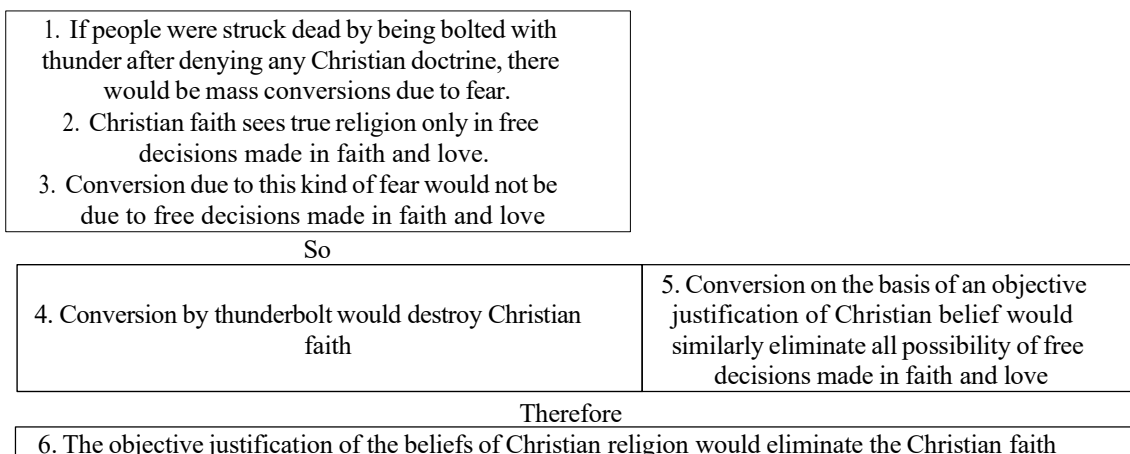 1. If people were struck dead by being bolted with
thunder after denying any Christian doctrine, there
would be mass conversions due to fear.
2. Christian faith sees true religion only in free
decisions made in faith and love.
3. Conversion due to this kind of fear would not be
due to free decisions made in faith and love
So
4. Conversion by thunderbolt would destroy Christian
faith
5. Conversion on the basis of an objective
justification of Christian belief would
similarly eliminate all possibility of free
decisions made in faith and love
Therefore
6. The objective justification of the beliefs of Christian religion would eliminate the Christian faith